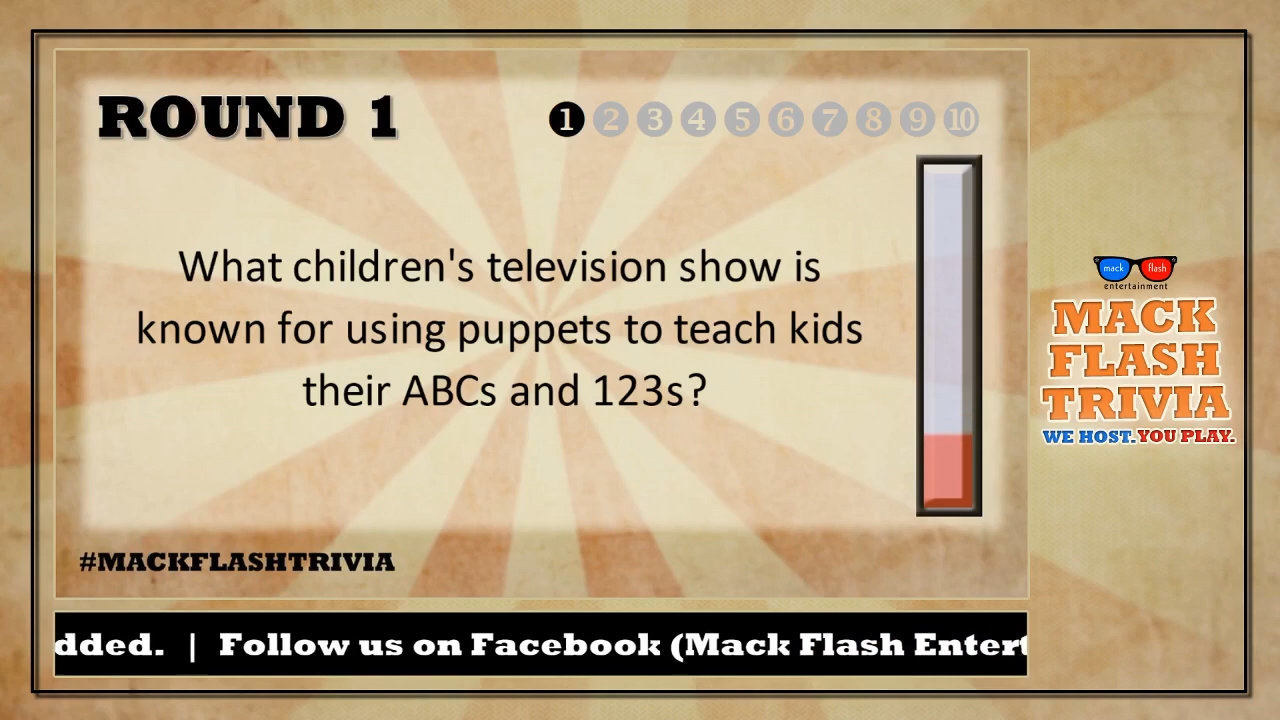 ROUND 1
1 2 3 4 5 6 7 8 9 10
What children's television show is
known for using puppets to teach kids
their ABCs and 123s?
mack flash
entertainment
MACK
FLASH
TRIVIA
WE HOST. YOU PLAY.
#MACKFLASHTRIVIA
dded. | Follow us on Facebook (Mack Flash Entert